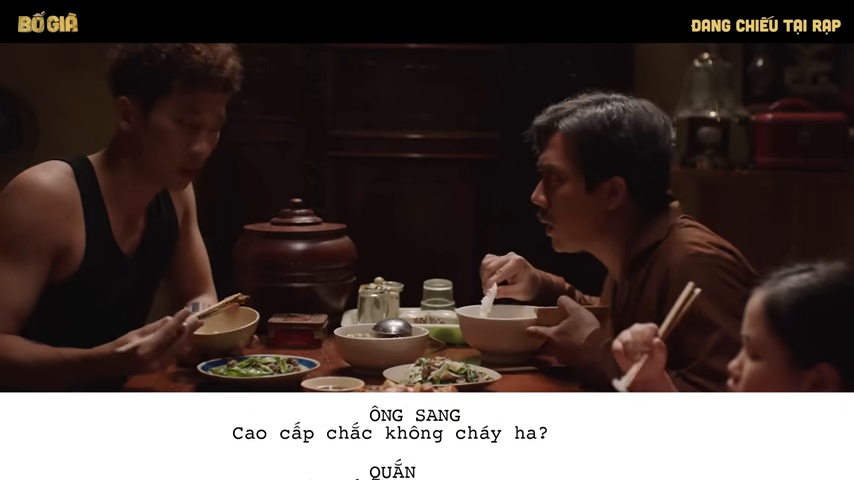 BỐ GIÀ
ĐANG CHIẾU TẠI RẠP
ÔNG SANG
Cao cấp chắc không cháy ha?
QUẮN